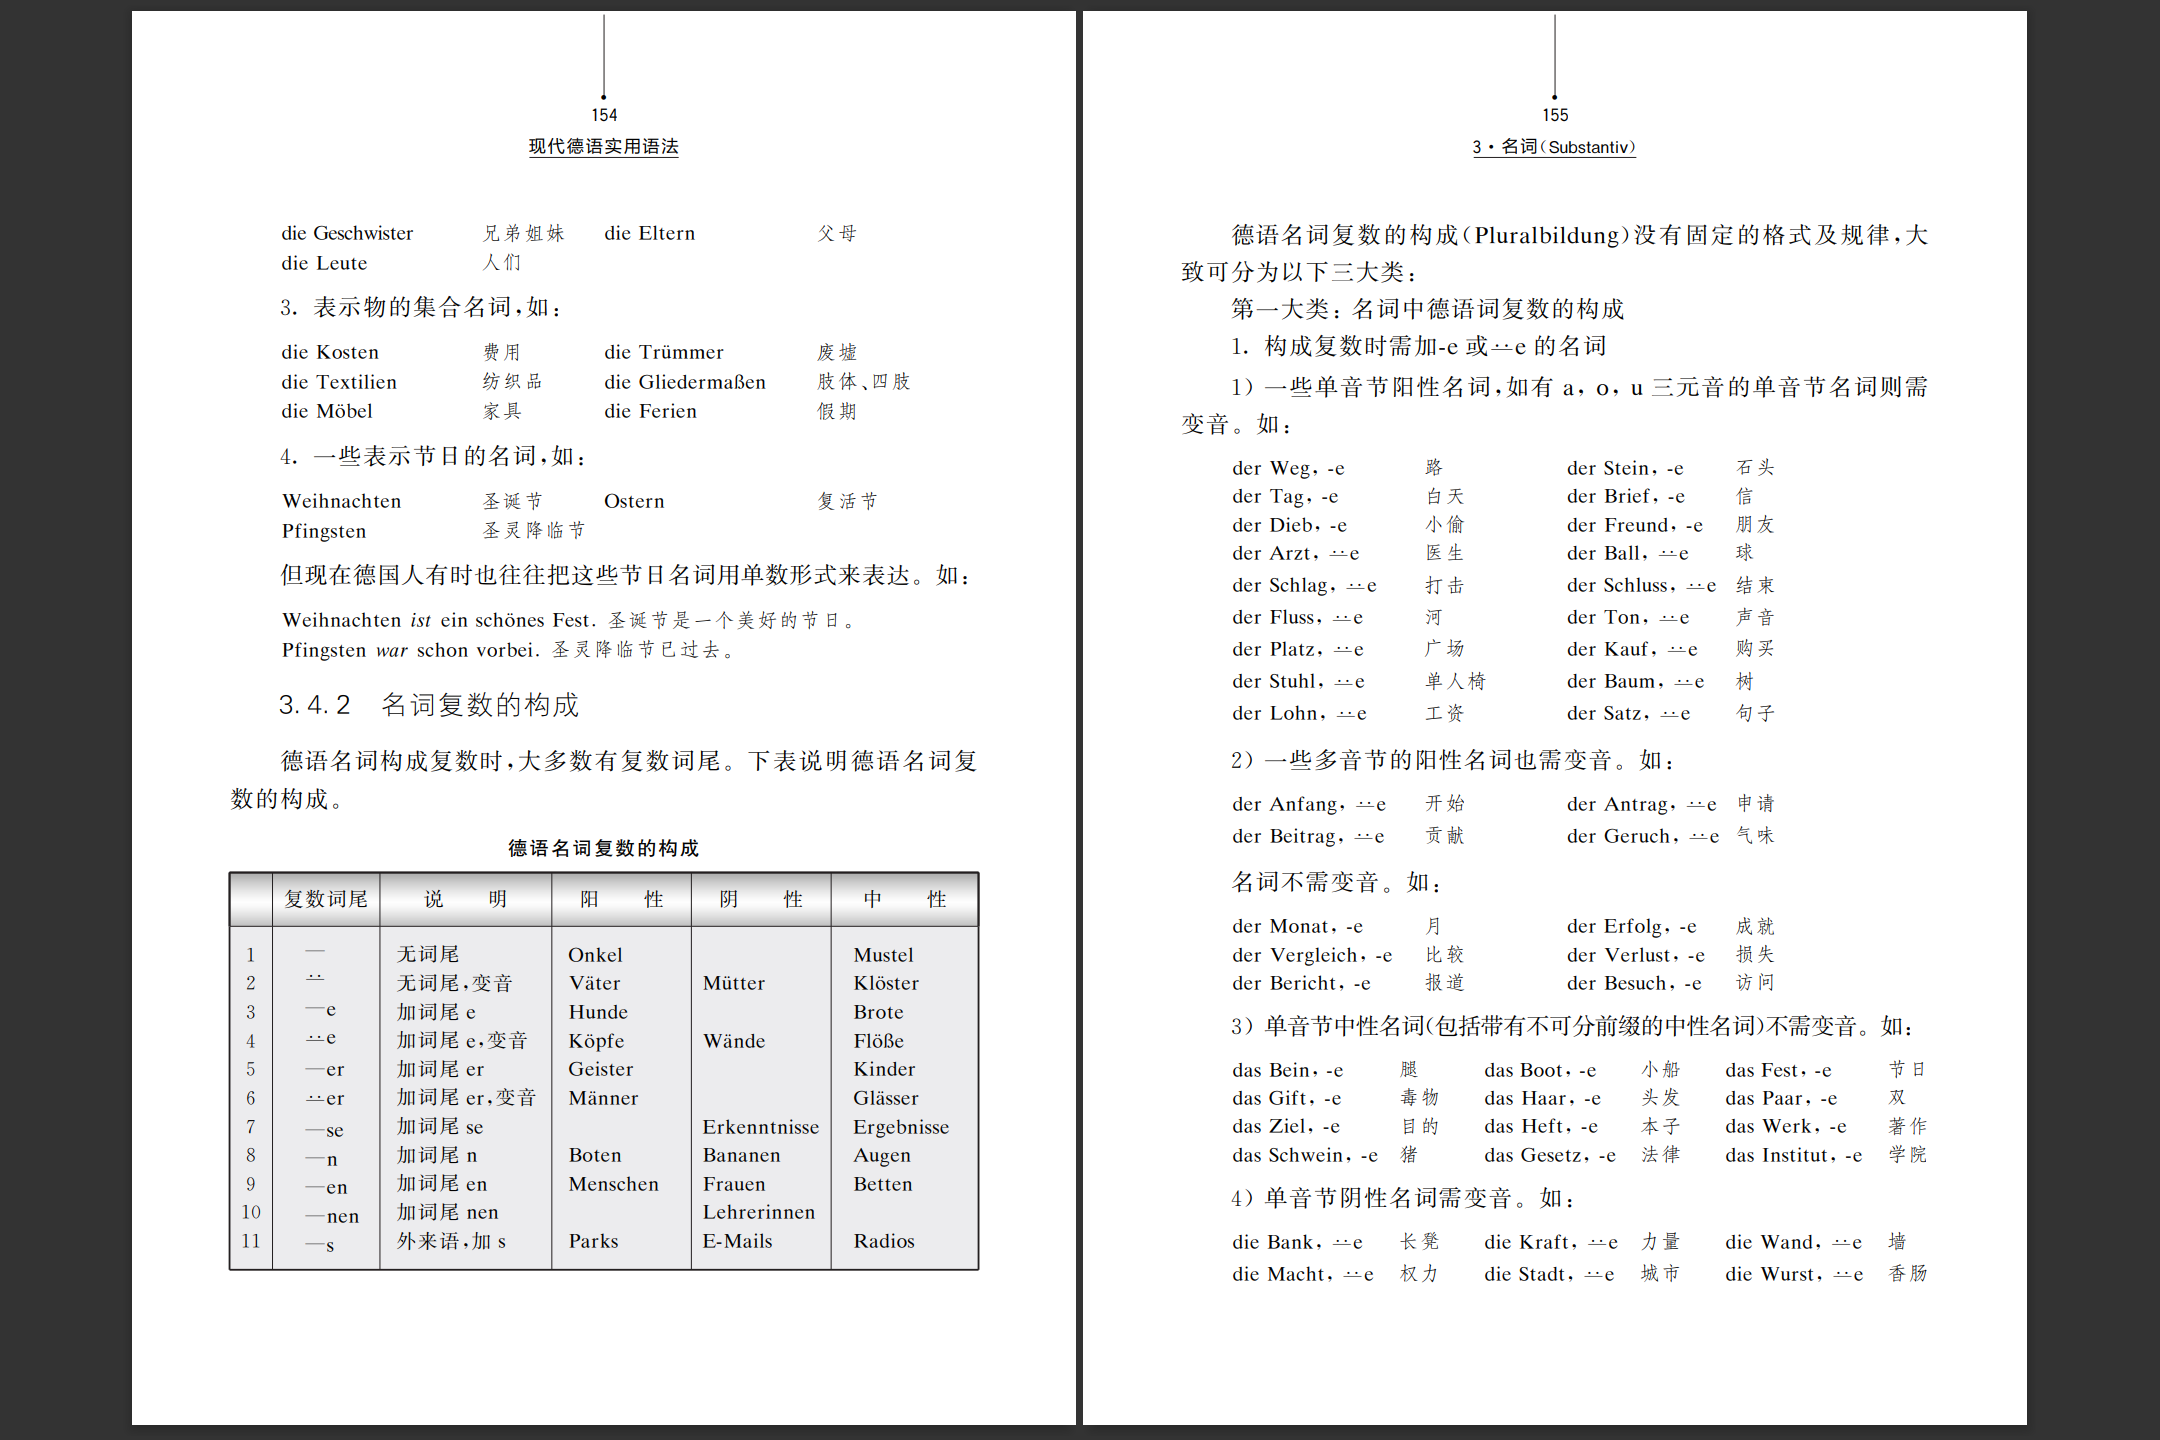 154
现代德语实用语法
die Geschwister 兄弟姐妹 die Eltern 父母
die Leute 人们
3. 表示物的集合名词,如:
die Kosten 费用 die Trümmer 废墟
die Textilien 纺织品 die Gliedermaßen 肢体、四肢
die Möbel 家具 die Ferien 假期
4. 一些表示节日的名词,如:
Weihnachten 圣诞节 Ostern 复活节
Pfingsten 圣灵降临节
但现在德国人有时也往往把这些节日名词用单数形式来表达。如:
Weihnachten ist ein schönes Fest. 圣诞节是一个美好的节日。
Pfingsten war schon vorbei. 圣灵降临节已过去。
3.4.2 名词复数的构成
德语名词构成复数时,大多数有复数词尾。下表说明德语名词复
数的构成。
德语名词复数的构成
复数词尾 说 明 阳 性 阴 性 中 性
1 — 无词尾 Onkel Mustel
2 ⸚ 无词尾,变音 Väter Mütter Klöster
3 —e 加词尾 e Hunde Brote
4 ⸚e 加词尾 e,变音 Köpfe Wände Flöße
5 —er 加词尾 er Geister Kinder
6 ⸚er 加词尾 er,变音 Männer Glässer
7 —se 加词尾 se Erkenntnisse Ergebnisse
8 —n 加词尾 n Boten Bananen Augen
9 —en 加词尾 en Menschen Frauen Betten
10 —nen 加词尾 nen Lehrerinnen
11 —s 外来语,加 s Parks E-Mails Radios
155
3·名词(Substantiv)
德语名词复数的构成(Pluralbildung)没有固定的格式及规律,大
致可分为以下三大类:
第一大类: 名词中德语词复数的构成
1. 构成复数时需加-e 或⸚e 的名词
1) 一些单音节阳性名词,如有 a, o, u 三元音的单音节名词则需
变音。如:
der Weg, -e 路 der Stein, -e 石头
der Tag, -e 白天 der Brief, -e 信
der Dieb, -e 小偷 der Freund, -e 朋友
der Arzt, ⸚e 医生 der Ball, ⸚e 球
der Schlag, ⸚e 打击 der Schluss, ⸚e 结束
der Fluss, ⸚e 河 der Ton, ⸚e 声音
der Platz, ⸚e 广场 der Kauf, ⸚e 购买
der Stuhl, ⸚e 单人椅 der Baum, ⸚e 树
der Lohn, ⸚e 工资 der Satz, ⸚e 句子
2) 一些多音节的阳性名词也需变音。如:
der Anfang, ⸚e 开始 der Antrag, ⸚e 申请
der Beitrag, ⸚e 贡献 der Geruch, ⸚e 气味
名词不需变音。如:
der Monat, -e 月 der Erfolg, -e 成就
der Vergleich, -e 比较 der Verlust, -e 损失
der Bericht, -e 报道 der Besuch, -e 访问
3) 单音节中性名词(包括带有不可分前缀的中性名词)不需变音。如:
das Bein, -e 腿 das Boot, -e 小船 das Fest, -e 节日
das Gift, -e 毒物 das Haar, -e 头发 das Paar, -e 双
das Ziel, -e 目的 das Heft, -e 本子 das Werk, -e 著作
das Schwein, -e 猪 das Gesetz, -e 法律 das Institut, -e 学院
4) 单音节阴性名词需变音。如:
die Bank, ⸚e 长凳 die Kraft, ⸚e 力量 die Wand, ⸚e 墙
die Macht, ⸚e 权力 die Stadt, ⸚e 城市 die Wurst, ⸚e 香肠